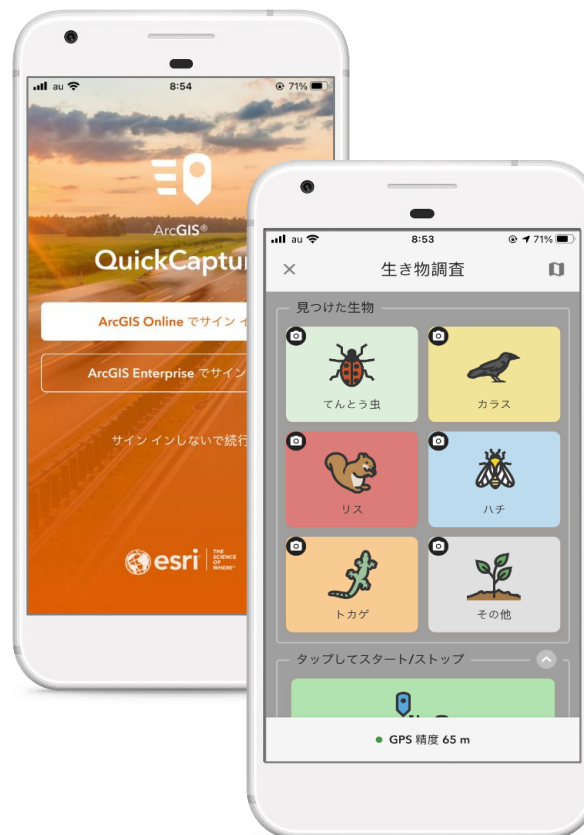 au
8:54
71%
ArcGIS®
QuickCaptu
ArcGIS Online でサイン イ
ArcGIS Enterprise でサイン
サイン インしないで続行
esri
THE
SCIENCE
OF
WHERE®
au
8:53
71%
生き物調査
見つけた生物
てんとう虫
カラス
リス
ハチ
トカゲ
その他
タップしてスタート/ストップ
GPS 精度 65 m